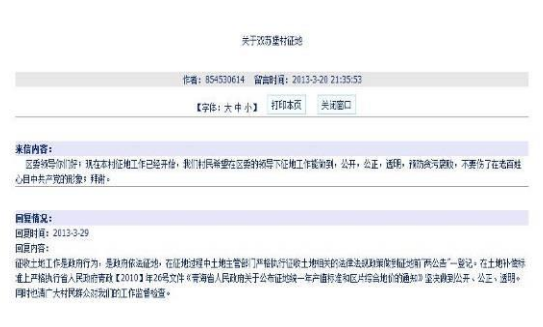 关于双苏堡村征地
作者：854530614 留言时间：2013-3-20 21:35:53
【字体：大 中 小】 打印本页 关闭窗口
来信内容：
区委领导你们好：现在本村征地工作已经开始，我们村民希望在区委的领导下征地工作能做到，公开，公正，透明，预防贪污腐败，不要伤了在老百姓
心目中共产党的形象；拜谢。
回复情况：
回复时间：2013-3-29
回复内容：
征收土地工作是政府行为，是政府依法征地，在征地过程中土地主管部门严格执行征收土地相关的法律法规政策做到征地前"两公告一登记。在土地补偿标
准上严格执行省人民政府青政【2010】年26号文件《青海省人民政府关于公布征地统一年产值标准和区片综合地价的通知》坚决做到公开、公正、透明。
同时也请广大村民群众对我们的工作监督检查。